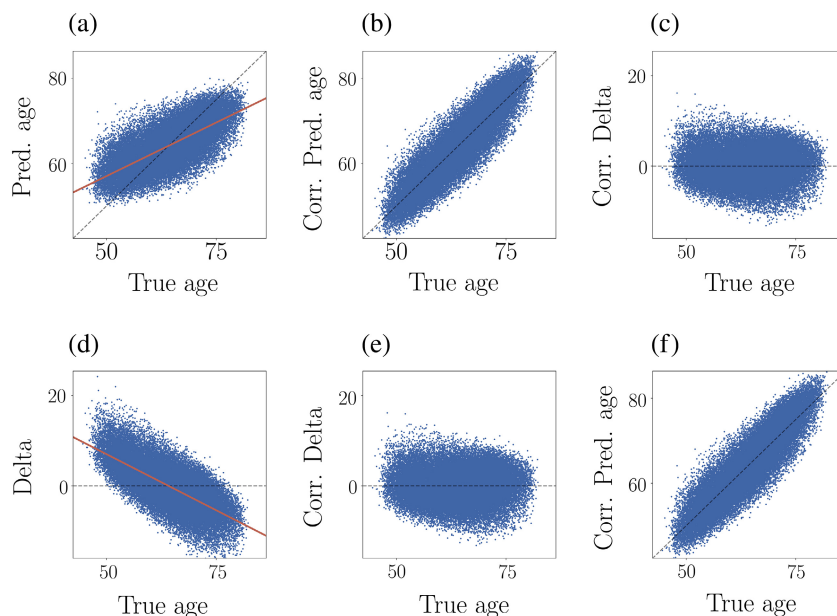 (a)
Pred. age
80
60
50
75
True age
(b)
Corr. Pred. age
80
60
50
75
True age
(c)
Corr. Delta
20
0
50
75
True age
(d)
Delta
20
0
50
75
True age
(e)
Corr. Delta
20
0
50
75
True age
(f)
Corr. Pred. age
80
60
50
75
True age